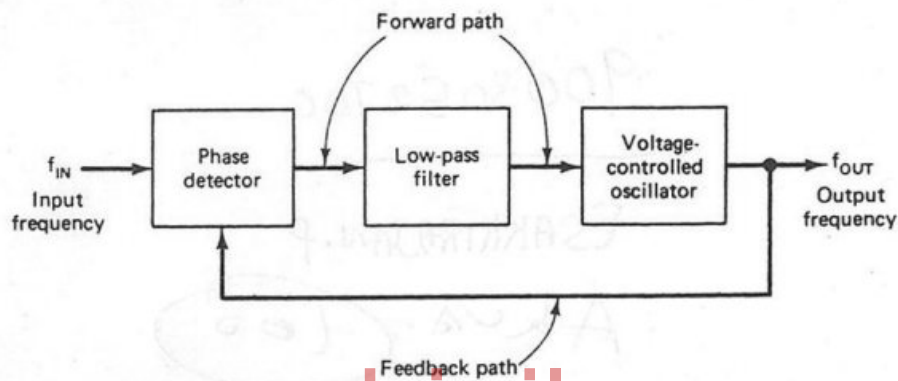 Forward path
Phase
detector
Low-pass
filter
Voltage-
controlled
oscillator
f_IN
Input
frequency
f_OUT
Output
frequency
Feedback path